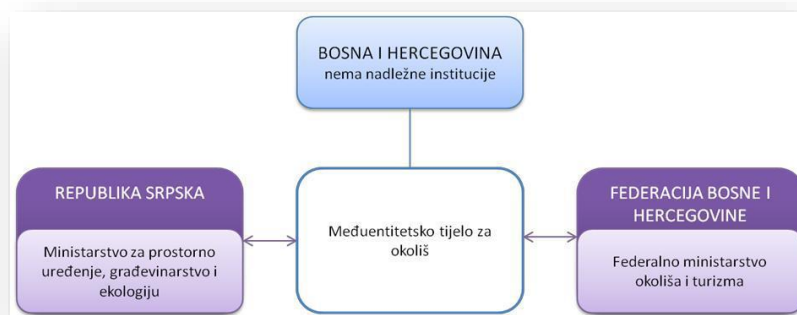 BOSNA I HERCEGOVINA
nema nadležne institucije
REPUBLIKA SRPSKA
Ministarstvo za prostorno
uređenje, građevinarstvo i
ekologiju
Međuentitetsko tijelo za
okoliš
FEDERACIJA BOSNE I
HERCEGOVINE
Federalno ministarstvo
okoliša i turizma